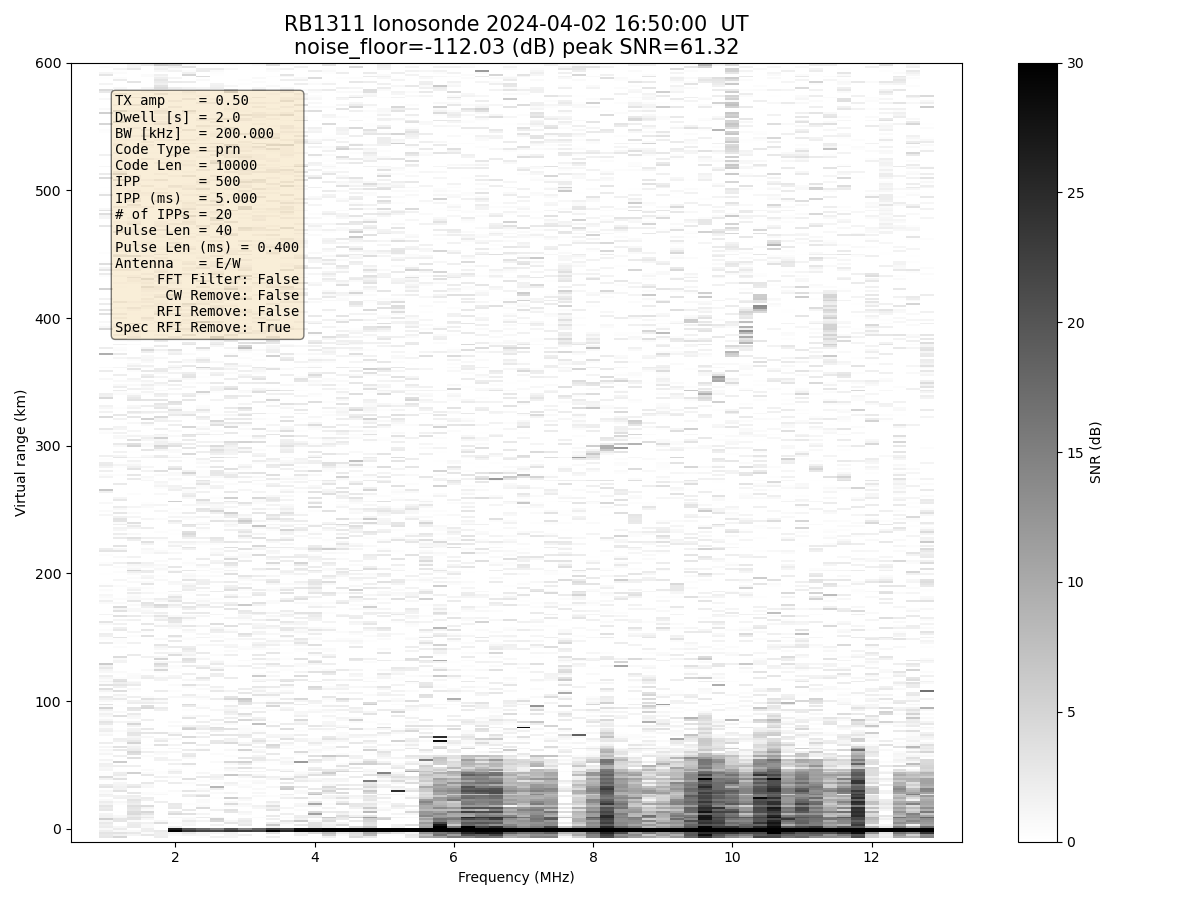 RB1311 Ionosonde 2024-04-02 16:50:00 UT
noise_floor=-112.03 (dB) peak SNR=61.32
TX amp = 0.50
Dwell [s] = 2.0
BW [kHz] = 200.000
Code Type = prn
Code Len = 10000
IPP = 500
IPP (ms) = 5.000
# of IPPs = 20
Pulse Len = 40
Pulse Len (ms) = 0.400
Antenna = E/W
FFT Filter: False
CW Remove: False
RFI Remove: False
Spec RFI Remove: True
600
500
400
300
200
100
0
Virtual range (km)
2 4 6 8 10 12
Frequency (MHz)
30
25
20
15
10
5
0
SNR (dB)